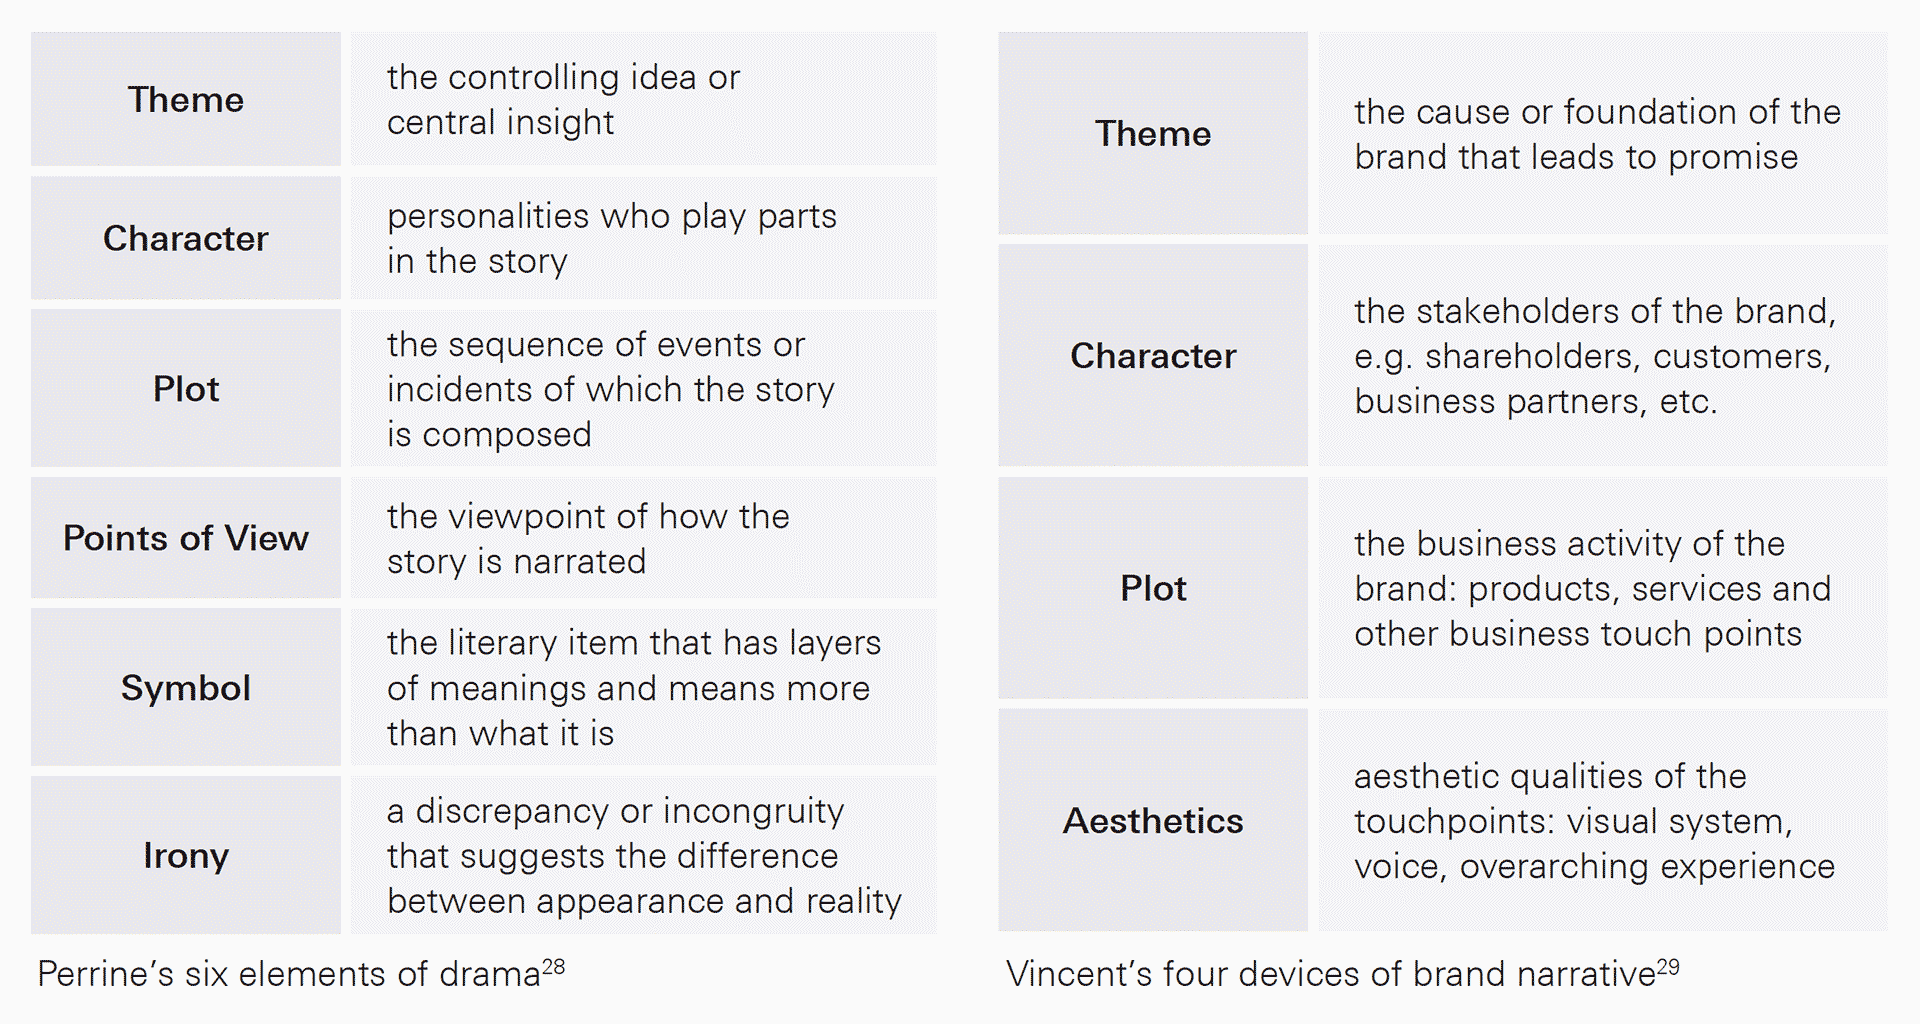 Theme
the controlling idea or
central insight
Character
personalities who play parts
in the story
Plot
the sequence of events or
incidents of which the story
is composed
Points of View
the viewpoint of how the
story is narrated
Symbol
the literary item that has layers
of meanings and means more
than what it is
Irony
a discrepancy or incongruity
that suggests the difference
between appearance and reality
Perrine’s six elements of drama28
Theme
the cause or foundation of the
brand that leads to promise
Character
the stakeholders of the brand,
e.g. shareholders, customers,
business partners, etc.
Plot
the business activity of the
brand: products, services and
other business touch points
Aesthetics
aesthetic qualities of the
touchpoints: visual system,
voice, overarching experience
Vincent’s four devices of brand narrative29